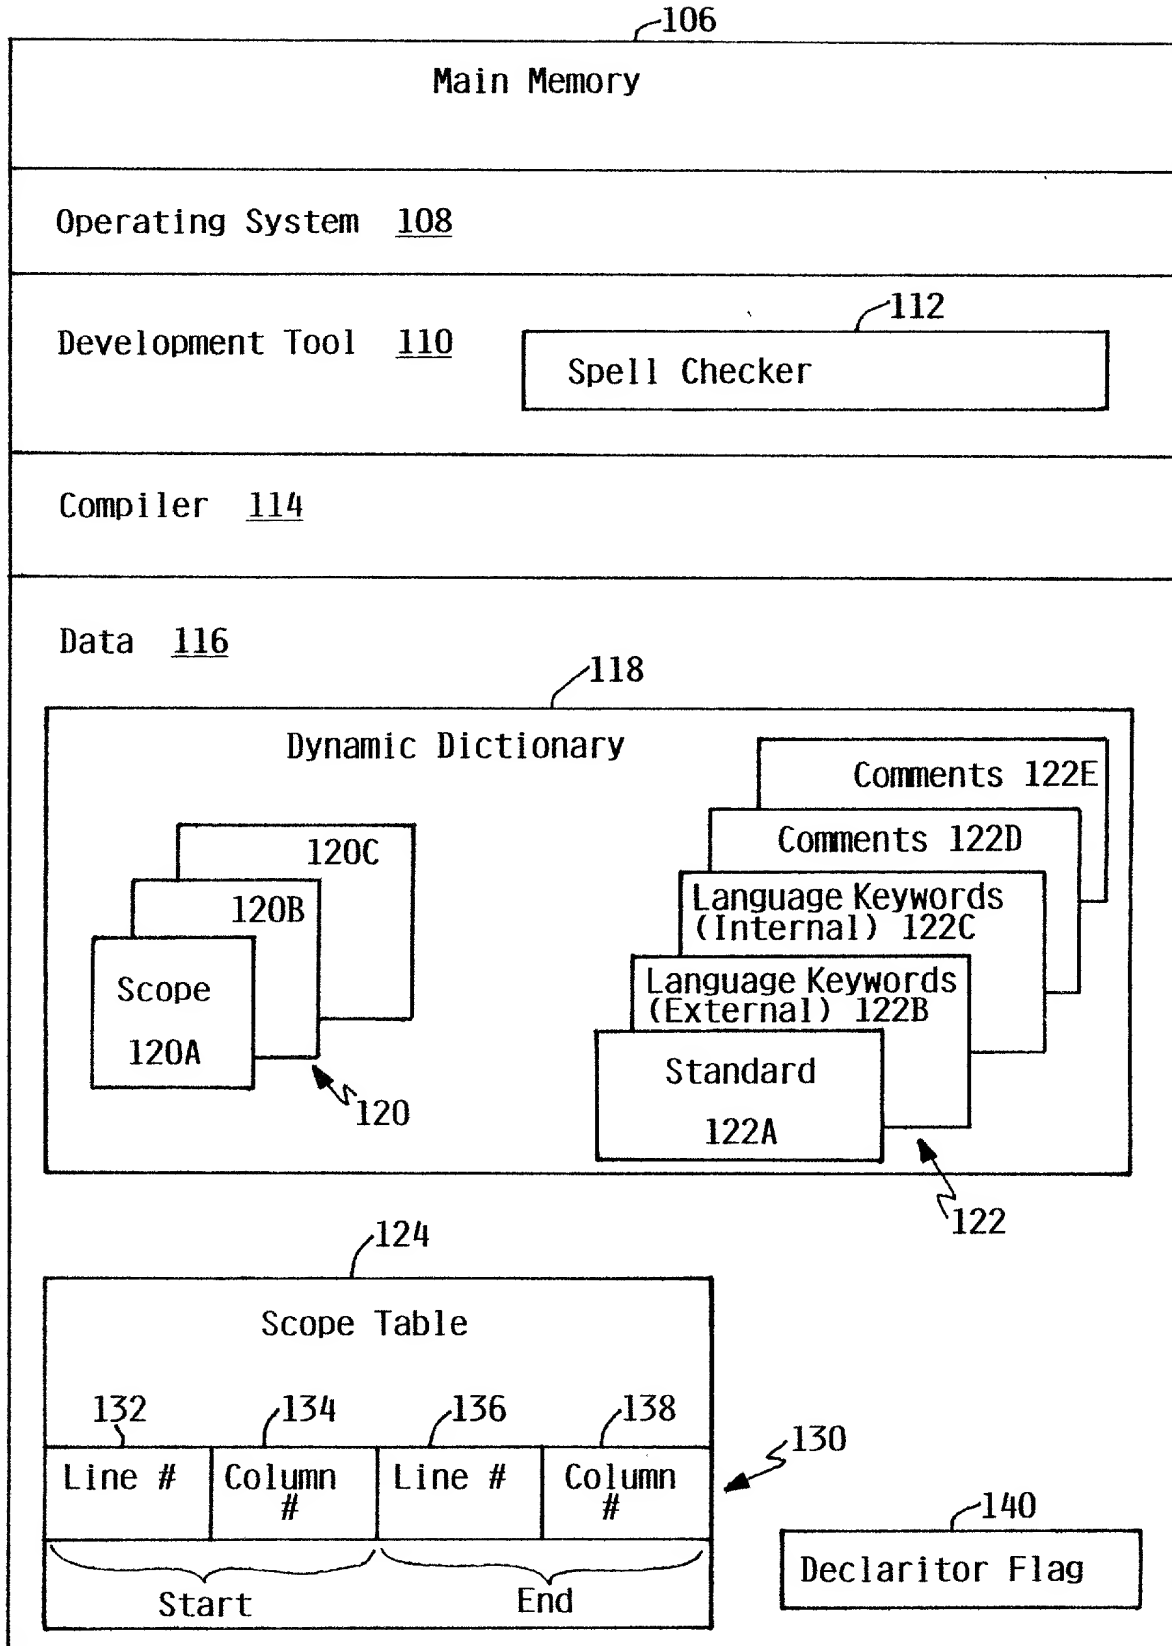 106
Main Memory
Operating System 108
Development Tool 110
112
Spell Checker
Compiler 114
Data 116
118
Dynamic Dictionary
Comments 122E
Comments 122D
Language Keywords
(Internal) 122C
Language Keywords
(External) 122B
Standard
122A
122
120C
120B
Scope
120A
120
124
Scope Table
132
134
136
138
130
Line #
Column
#
Line #
Column
#
Start
End
140
Declaritor Flag